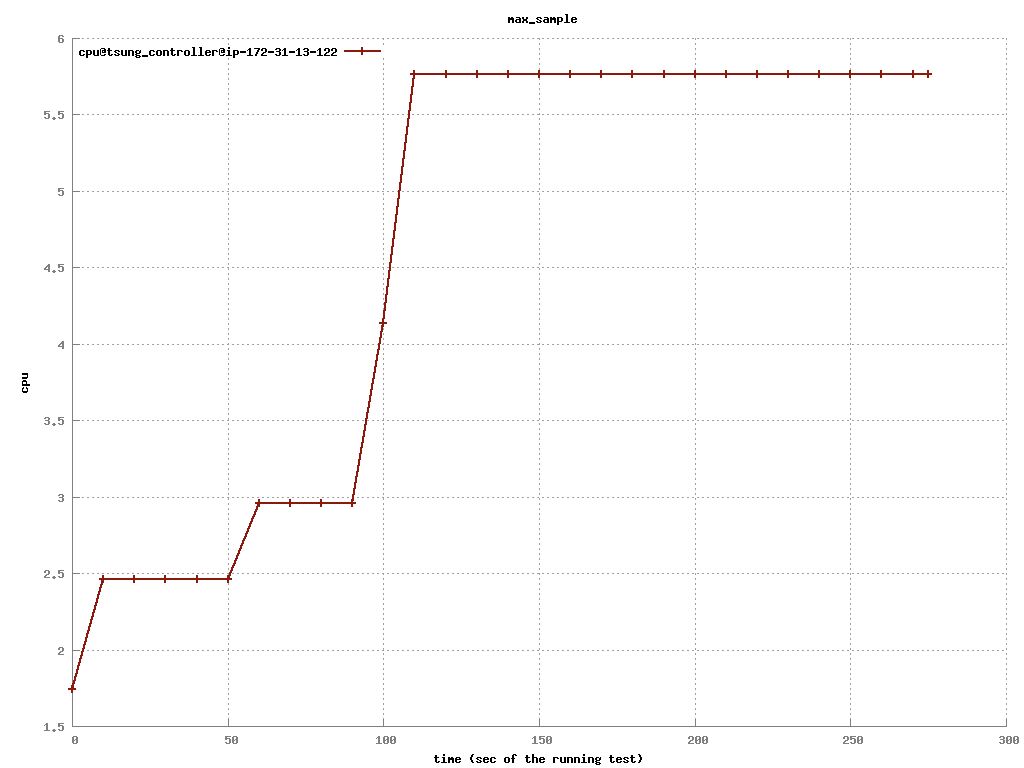 max_sample
cpu@tsung_controller@ip-172-31-13-122
6
5.5
5
4.5
4
3.5
3
2.5
2
1.5
cpu
0 50 100 150 200 250 300
time (sec of the running test)